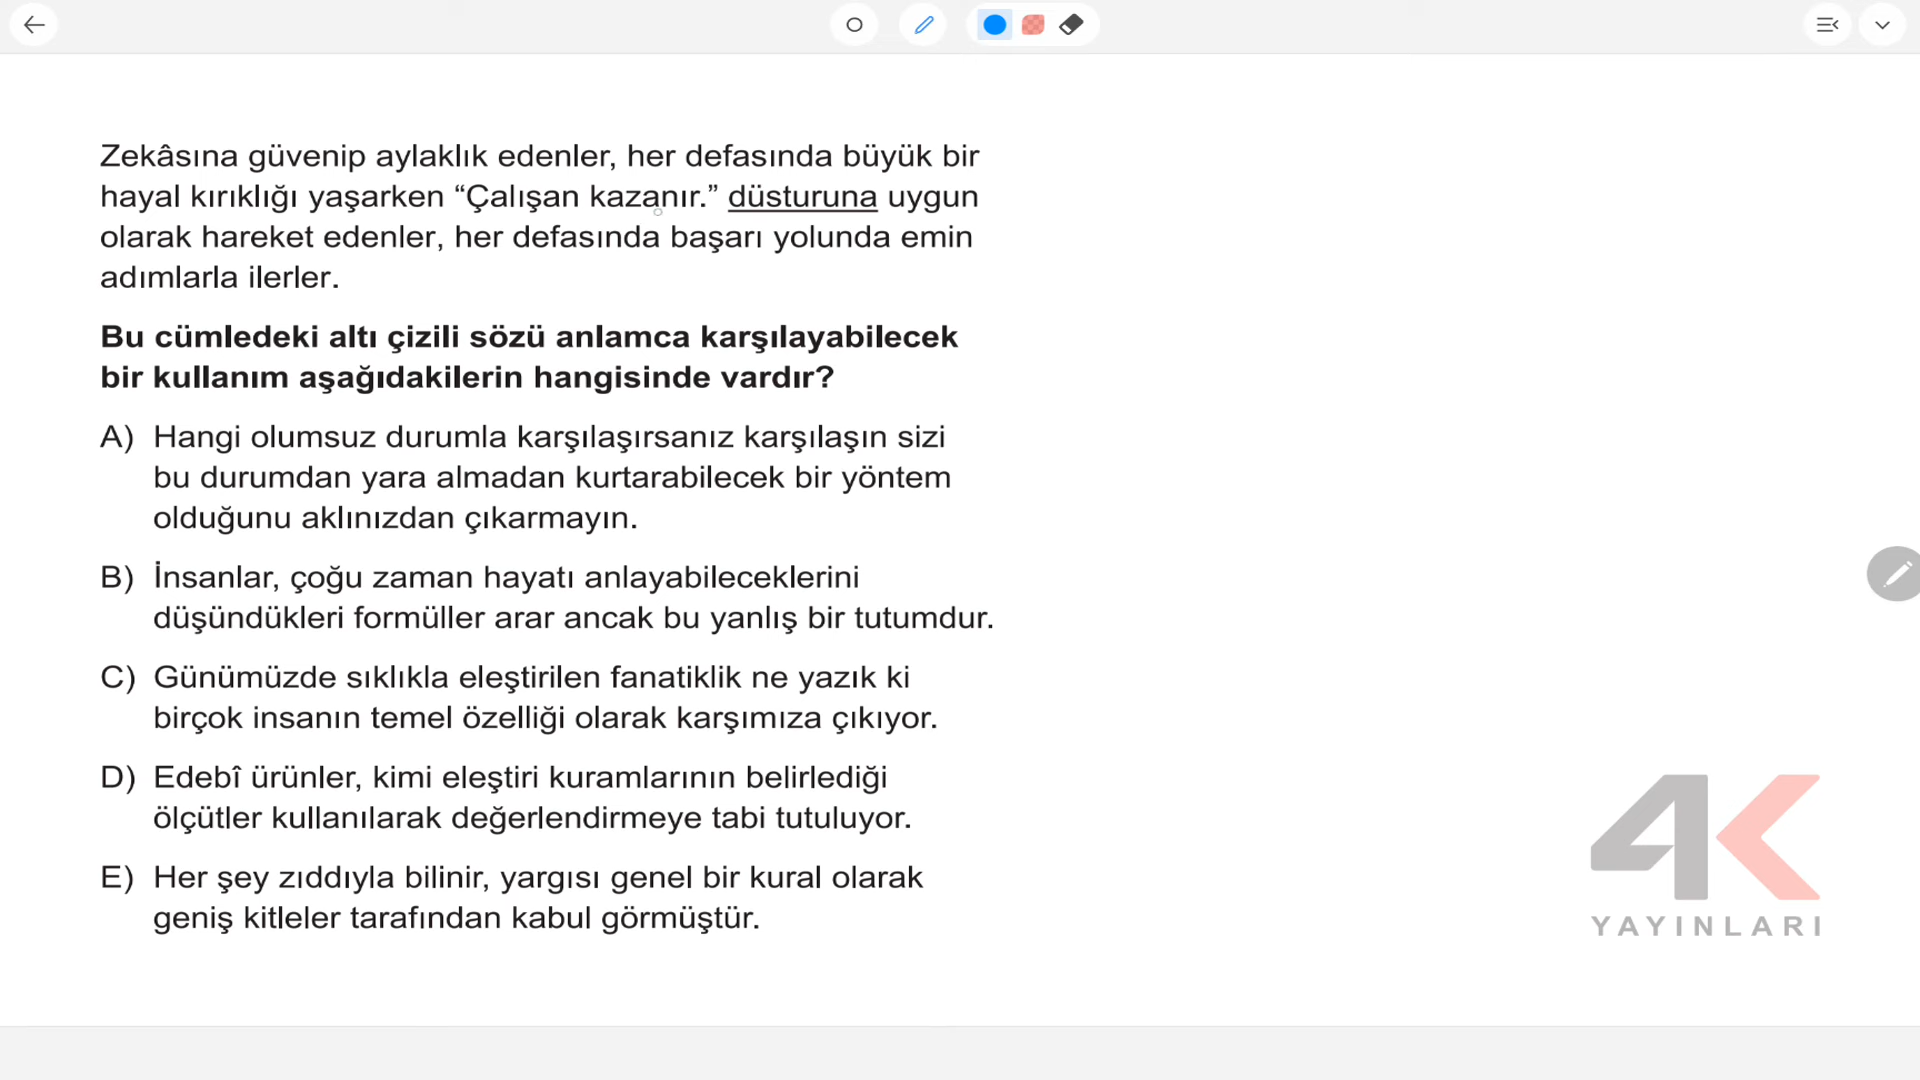 Zekâsına güvenip aylaklık edenler, her defasında büyük bir
hayal kırıklığı yaşarken “Çalışan kazanır.” düsturuna uygun
olarak hareket edenler, her defasında başarı yolunda emin
adımlarla ilerler.
Bu cümledeki altı çizili sözü anlamca karşılayabilecek
bir kullanım aşağıdakilerin hangisinde vardır?
A) Hangi olumsuz durumla karşılaşırsanız karşılaşın sizi
bu durumdan yara almadan kurtarabilecek bir yöntem
olduğunu aklınızdan çıkarmayın.
B) İnsanlar, çoğu zaman hayatı anlayabileceklerini
düşündükleri formüller arar ancak bu yanlış bir tutumdur.
C) Günümüzde sıklıkla eleştirilen fanatiklik ne yazık ki
birçok insanın temel özelliği olarak karşımıza çıkıyor.
D) Edebî ürünler, kimi eleştiri kuramlarının belirlediği
ölçütler kullanılarak değerlendirmeye tabi tutuluyor.
E) Her şey zıddıyla bilinir, yargısı genel bir kural olarak
geniş kitleler tarafından kabul görmüştür.
4K
YAYINLARI